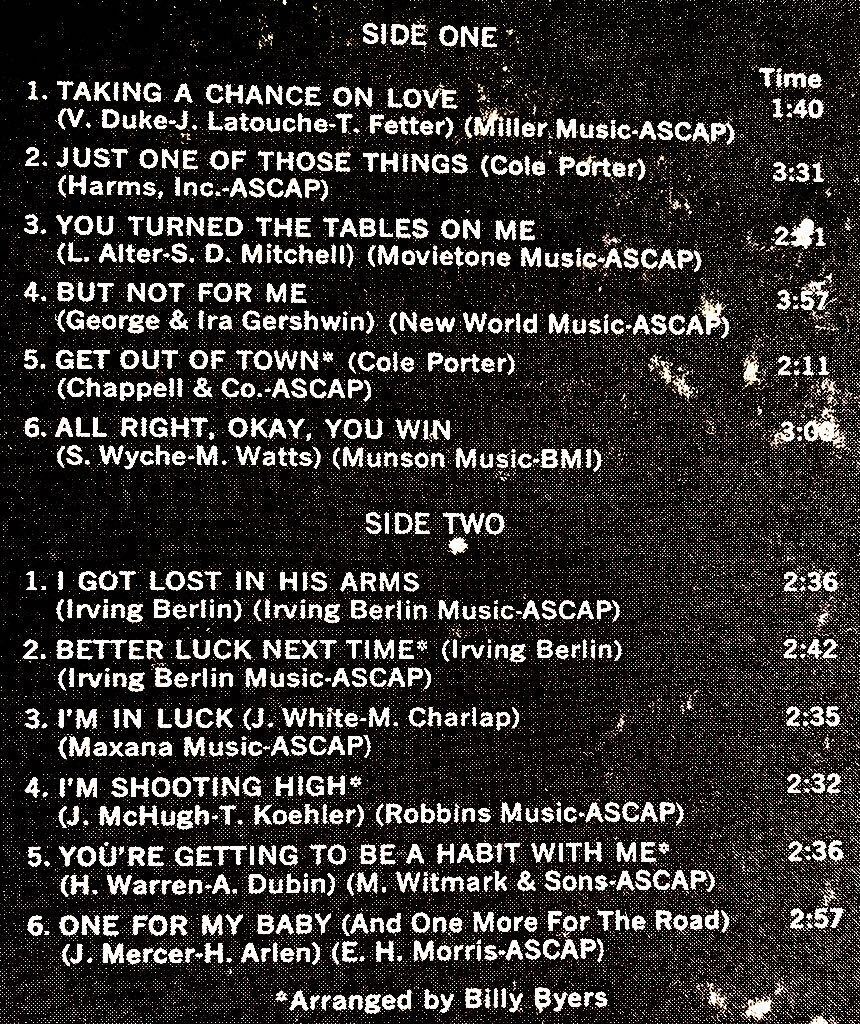 SIDE ONE
Time
1. TAKING A CHANCE ON LOVE 1:40
(V. Duke-J. Latouche-T. Fetter) (Miller Music-ASCAP)
2. JUST ONE OF THOSE THINGS (Cole Porter) 3:31
(Harms, Inc.-ASCAP)
3. YOU TURNED THE TABLES ON ME
(L. Alter-S. D. Mitchell) (Movietone Music-ASCAP)
4. BUT NOT FOR ME 3:57
(George & Ira Gershwin) (New World Music-ASCAP)
5. GET OUT OF TOWN* (Cole Porter) 2:11
(Chappell & Co.-ASCAP)
6. ALL RIGHT, OKAY, YOU WIN
(S. Wyche-M. Watts) (Munson Music-BMI)
SIDE TWO
1. I GOT LOST IN HIS ARMS 2:36
(Irving Berlin) (Irving Berlin Music-ASCAP)
2. BETTER LUCK NEXT TIME* (Irving Berlin) 2:42
(Irving Berlin Music-ASCAP)
3. I'M IN LUCK (J. White-M. Charlap) 2:35
(Maxana Music-ASCAP)
4. I'M SHOOTING HIGH* 2:32
(J. McHugh-T. Koehler) (Robbins Music-ASCAP)
5. YOU'RE GETTING TO BE A HABIT WITH ME* 2:36
(H. Warren-A. Dubin) (M. Witmark & Sons-ASCAP)
6. ONE FOR MY BABY (And One More For The Road) 2:57
(J. Mercer-H. Arlen) (E. H. Morris-ASCAP)
*Arranged by Billy Byers